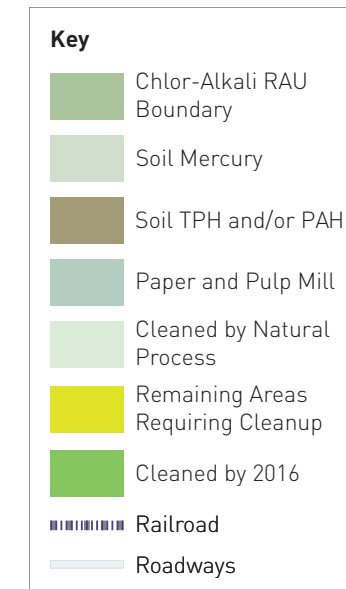 Key
Chlor-Alkali RAU
Boundary
Soil Mercury
Soil TPH and/or PAH
Paper and Pulp Mill
Cleaned by Natural
Process
Remaining Areas
Requiring Cleanup
Cleaned by 2016
Railroad
Roadways